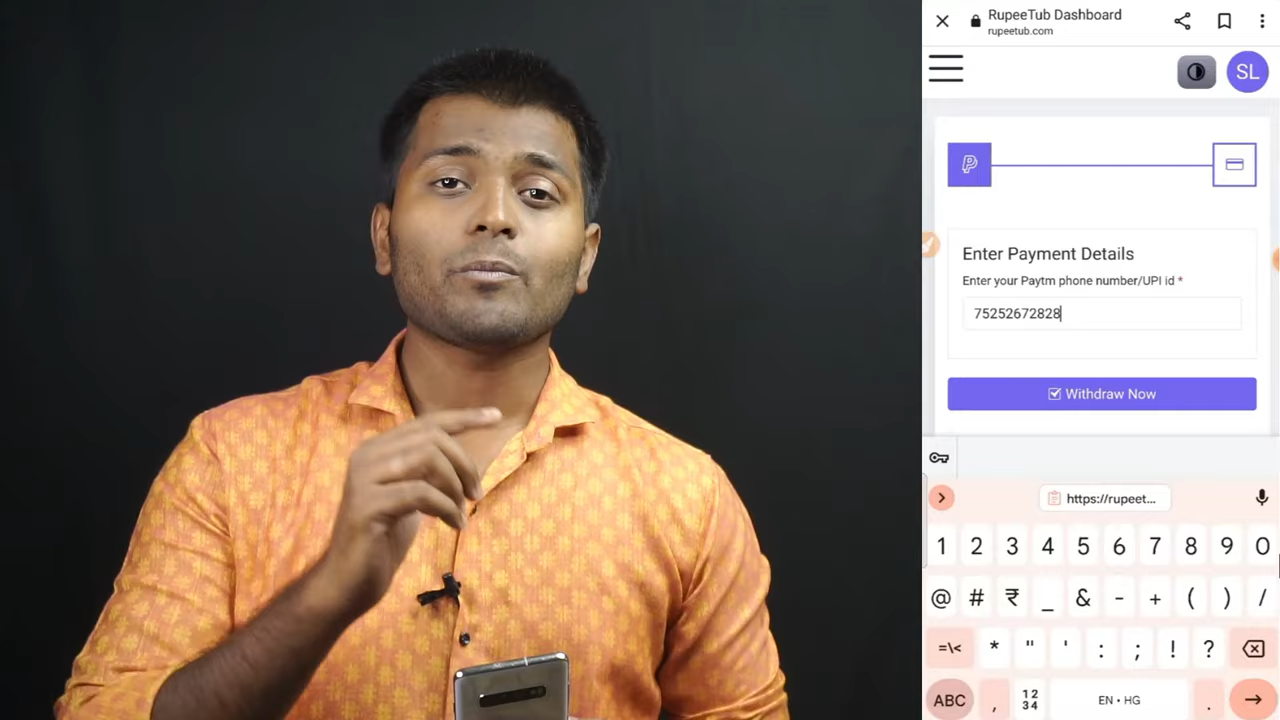 RupeeTub Dashboard
rupeetub.com
SL
Enter Payment Details
Enter your Paytm phone number/UPI id *
75252672828
Withdraw Now
https://rupeet...
1 2 3 4 5 6 7 8 9 0
@ # ₹ _ & - + ( ) /
=\< * " ' : ; ! ?
ABC , 12 34 EN • HG .